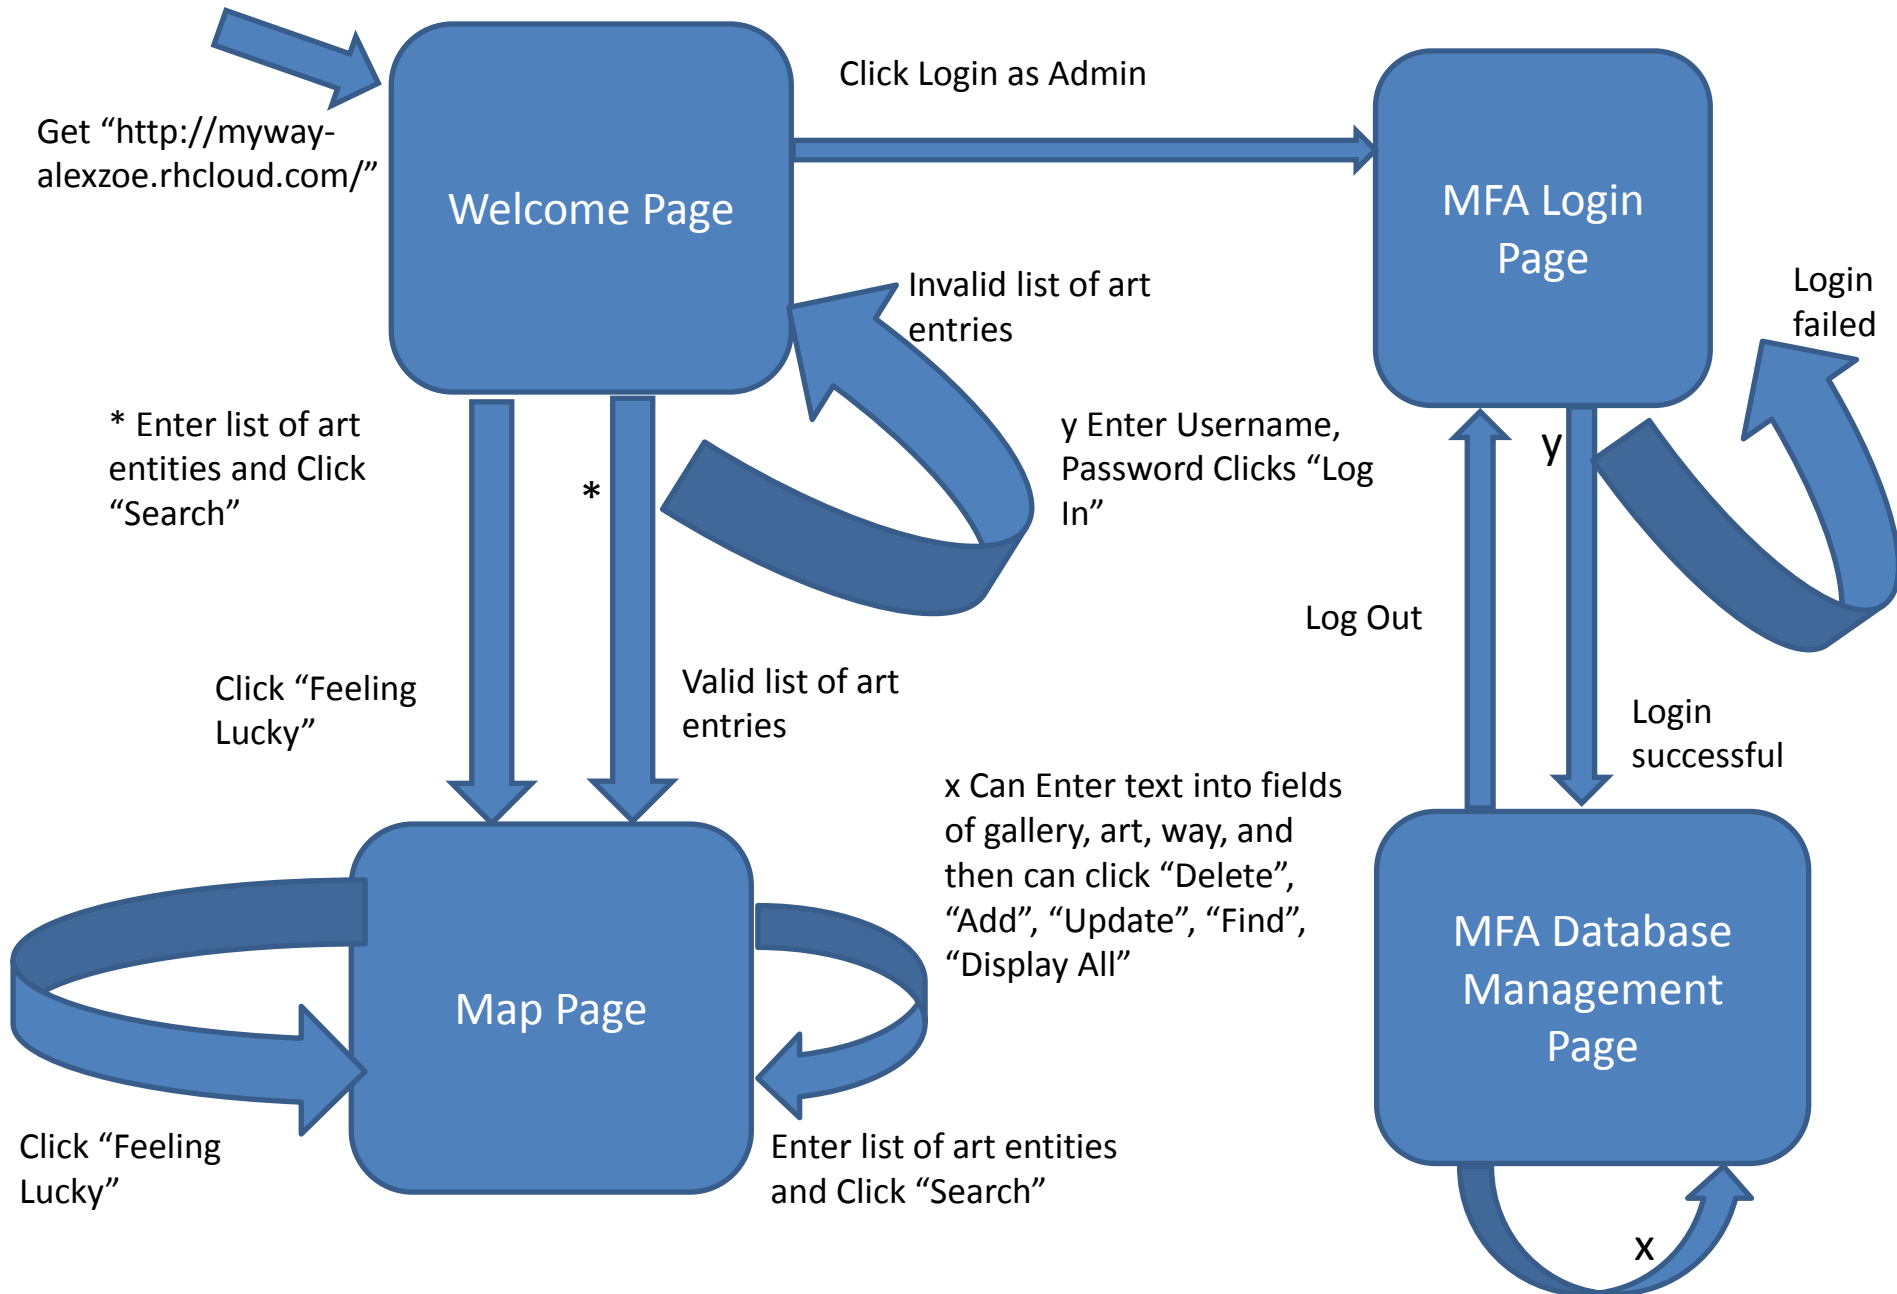 Get “http://myway-
alexzoe.rhcloud.com/”
Welcome Page
Click Login as Admin
MFA Login
Page
Invalid list of art
entries
Login
failed
* Enter list of art
entities and Click
“Search”
*
y Enter Username,
Password Clicks “Log
In”
y
Log Out
Click “Feeling
Lucky”
Valid list of art
entries
Login
successful
x Can Enter text into fields
of gallery, art, way, and
then can click “Delete”,
“Add”, “Update”, “Find”,
“Display All”
MFA Database
Management
Page
Map Page
Click “Feeling
Lucky”
Enter list of art entities
and Click “Search”
x